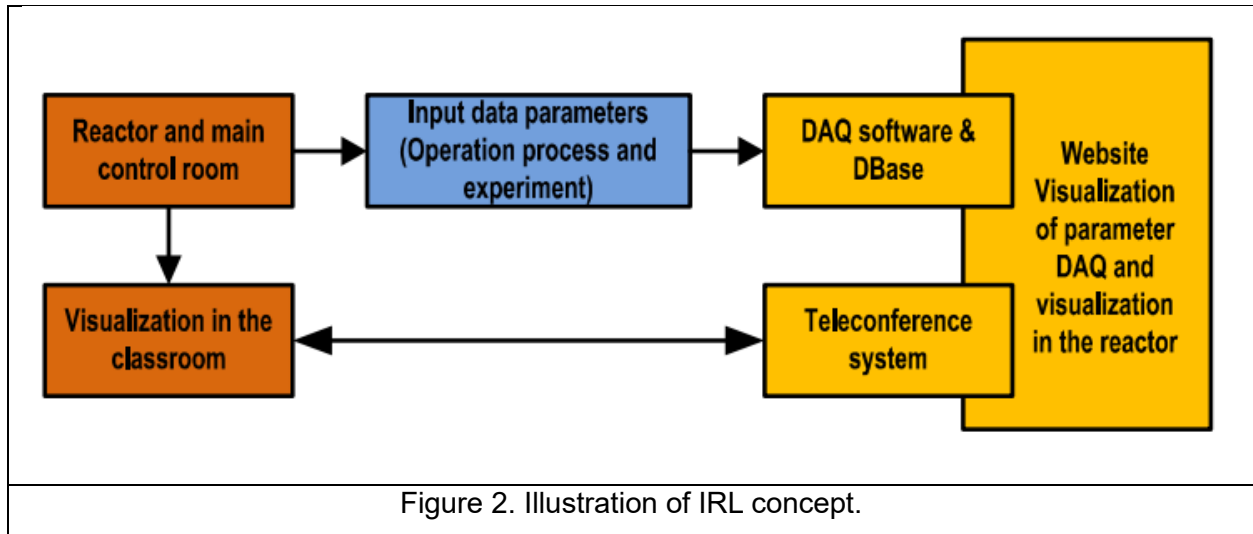 Reactor and main
control room
Input data parameters
(Operation process and
experiment)
DAQ software &
DBase
Website
Visualization
of parameter
DAQ and
visualization
in the reactor
Visualization in the
classroom
Teleconference
system
Figure 2. Illustration of IRL concept.